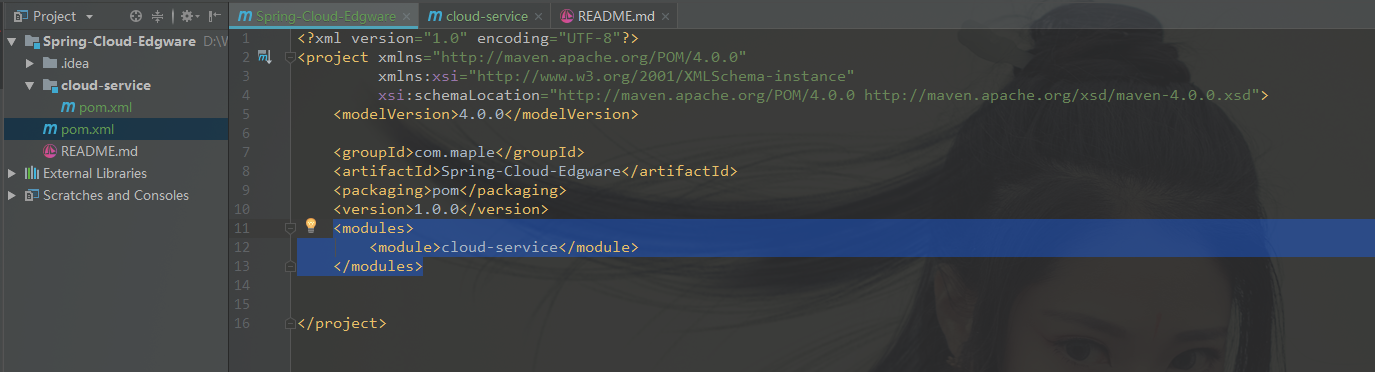 Project
Spring-Cloud-Edgware
cloud-service
README.md
Spring-Cloud-Edgware D:\
.idea
cloud-service
pom.xml
pom.xml
README.md
External Libraries
Scratches and Consoles
1 <?xml version="1.0" encoding="UTF-8"?>
2 <project xmlns="http://maven.apache.org/POM/4.0.0"
3 xmlns:xsi="http://www.w3.org/2001/XMLSchema-instance"
4 xsi:schemaLocation="http://maven.apache.org/POM/4.0.0 http://maven.apache.org/xsd/maven-4.0.0.xsd">
5 <modelVersion>4.0.0</modelVersion>
6
7 <groupId>com.maple</groupId>
8 <artifactId>Spring-Cloud-Edgware</artifactId>
9 <packaging>pom</packaging>
10 <version>1.0.0</version>
11 <modules>
12 <module>cloud-service</module>
13 </modules>
14
15
16 </project>